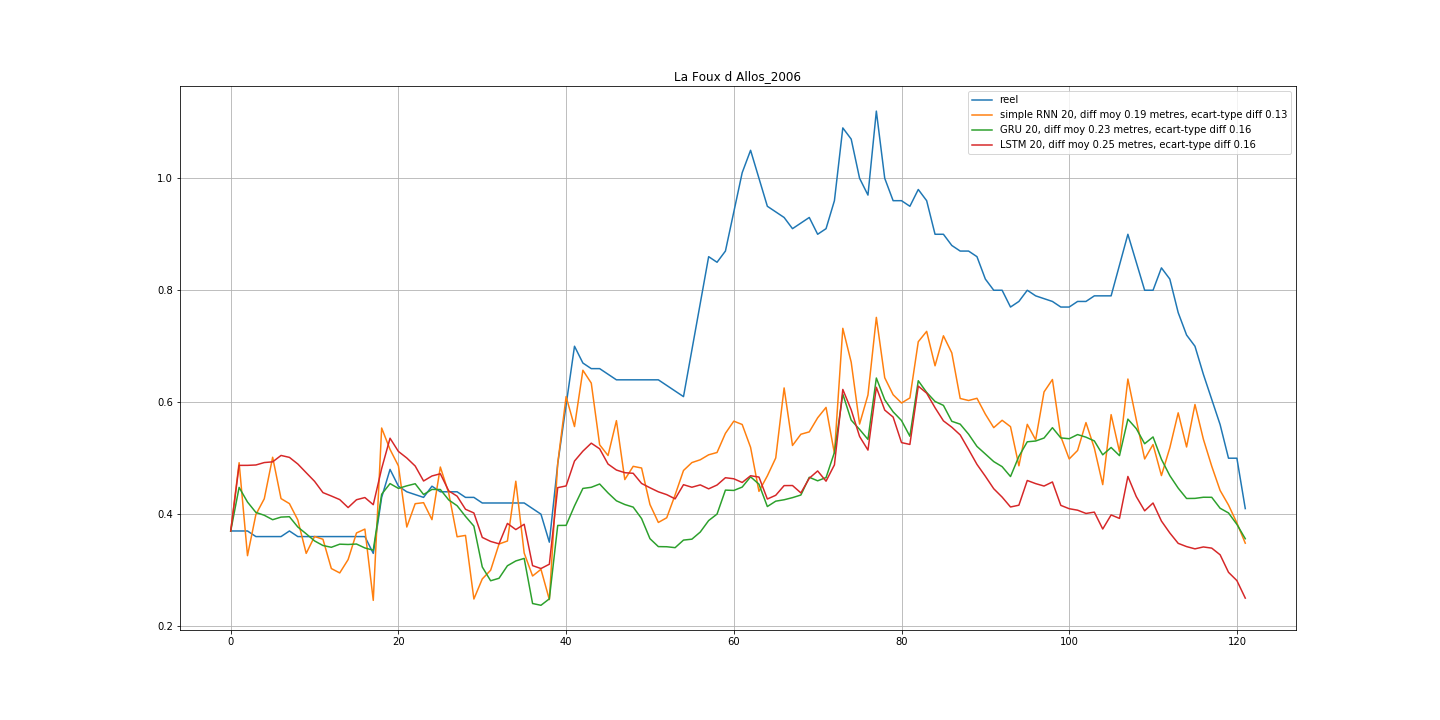 La Foux d Allos_2006
reel
simple RNN 20, diff moy 0.19 metres, ecart-type diff 0.13
GRU 20, diff moy 0.23 metres, ecart-type diff 0.16
LSTM 20, diff moy 0.25 metres, ecart-type diff 0.16
1.0
0.8
0.6
0.4
0.2
0 20 40 60 80 100 120